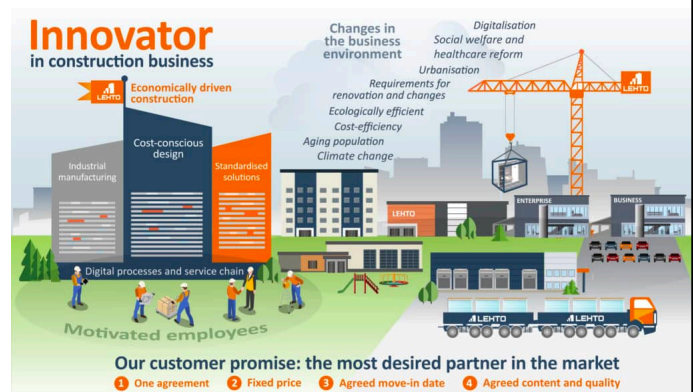 Innovator
in construction business
LEHTO
Economically driven
construction
Industrial
manufacturing
Cost-conscious
design
Standardised
solutions
Digital processes and service chain
Motivated employees
Changes in
the business
environment
Digitalisation
Social welfare and
healthcare reform
Urbanisation
Requirements for
renovation and changes
Ecologically efficient
Cost-efficiency
Aging population
Climate change
LEHTO
LEHTO
ENTERPRISE
BUSINESS
LEHTO
LEHTO
Our customer promise: the most desired partner in the market
1 One agreement 2 Fixed price 3 Agreed move-in date 4 Agreed content and quality